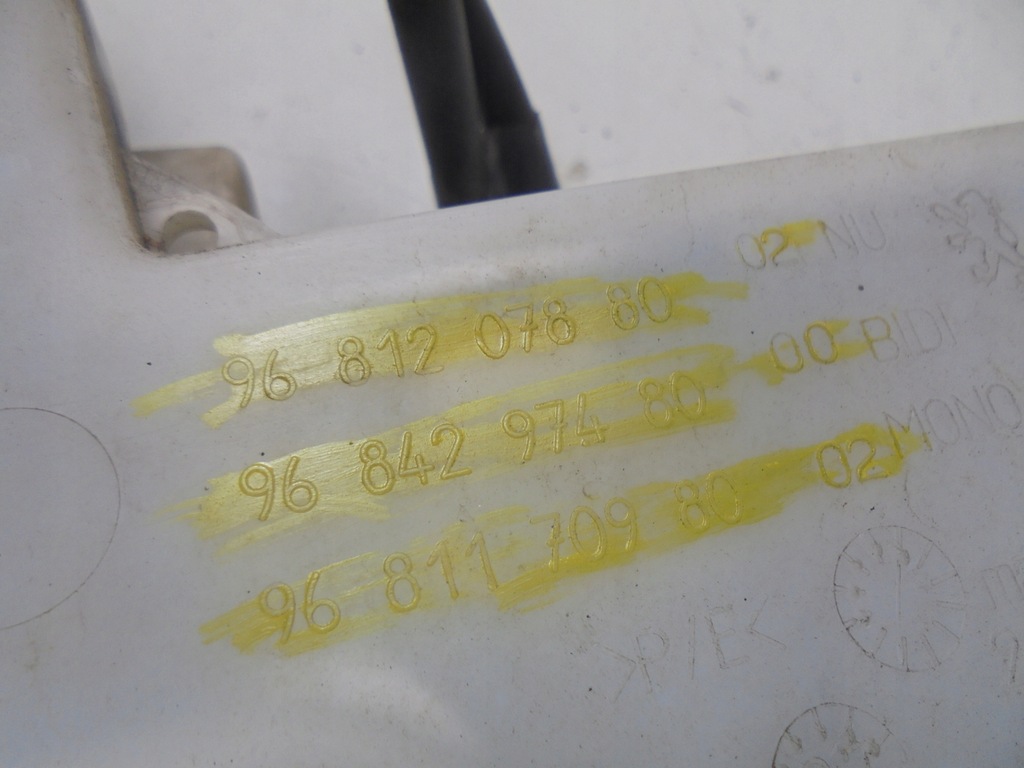 96 812 078 80 02 NU
96 842 974 80 00 BIDI
96 811 709 80 02 MONO
>P/E<